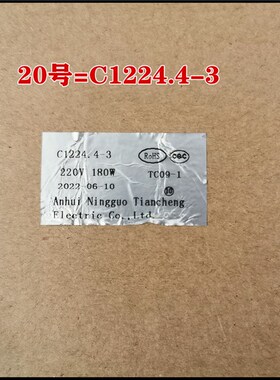 20号=C1224.4-3
C1224.4-3 RoHS CQC
220V 180W TC09-1
2022-06-10
Anhui Ningguo Tiancheng
Electric Co.,Ltd